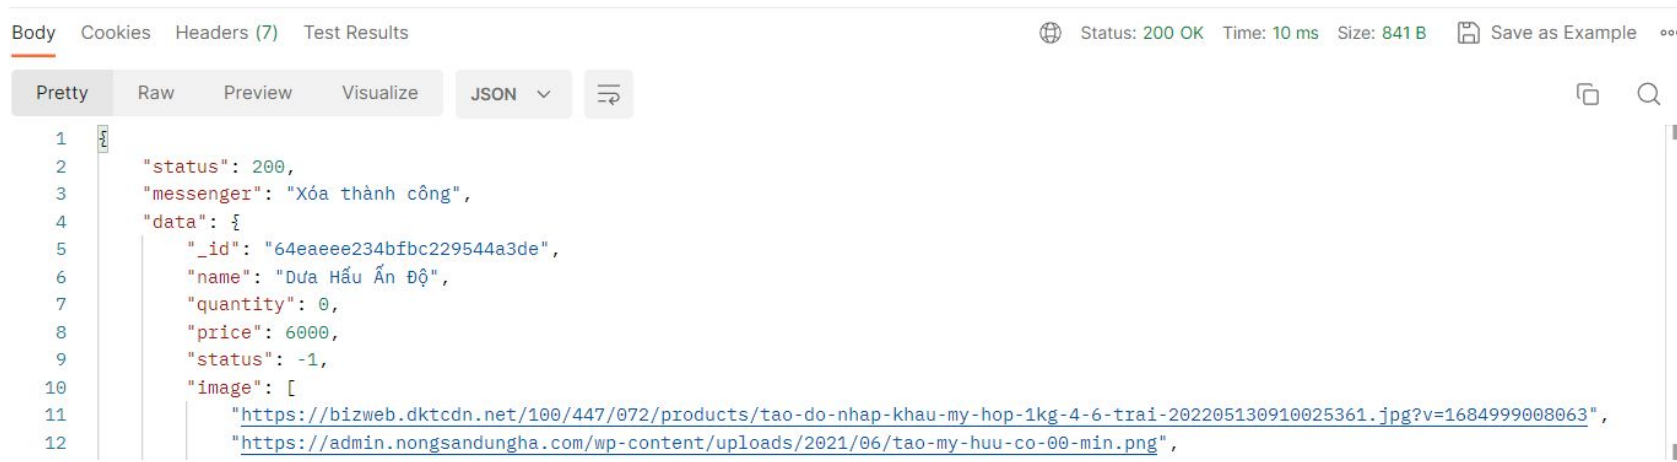 Body Cookies Headers (7) Test Results Status: 200 OK Time: 10 ms Size: 841 B Save as Example
Pretty Raw Preview Visualize JSON
1 {
2 "status": 200,
3 "messenger": "Xóa thành công",
4 "data": {
5 "_id": "64eaeee234bfbc229544a3de",
6 "name": "Dưa Hấu Ấn Độ",
7 "quantity": 0,
8 "price": 6000,
9 "status": -1,
10 "image": [
11 "https://bizweb.dktcdn.net/100/447/072/products/tao-do-nhap-khau-my-hop-1kg-4-6-trai-202205130910025361.jpg?v=1684999008063",
12 "https://admin.nongsandungha.com/wp-content/uploads/2021/06/tao-my-huu-co-00-min.png",